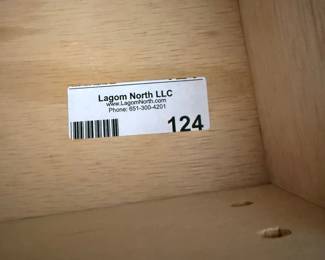 Lagom North LLC
www.LagomNorth.com
Phone: 651-300-4201
124